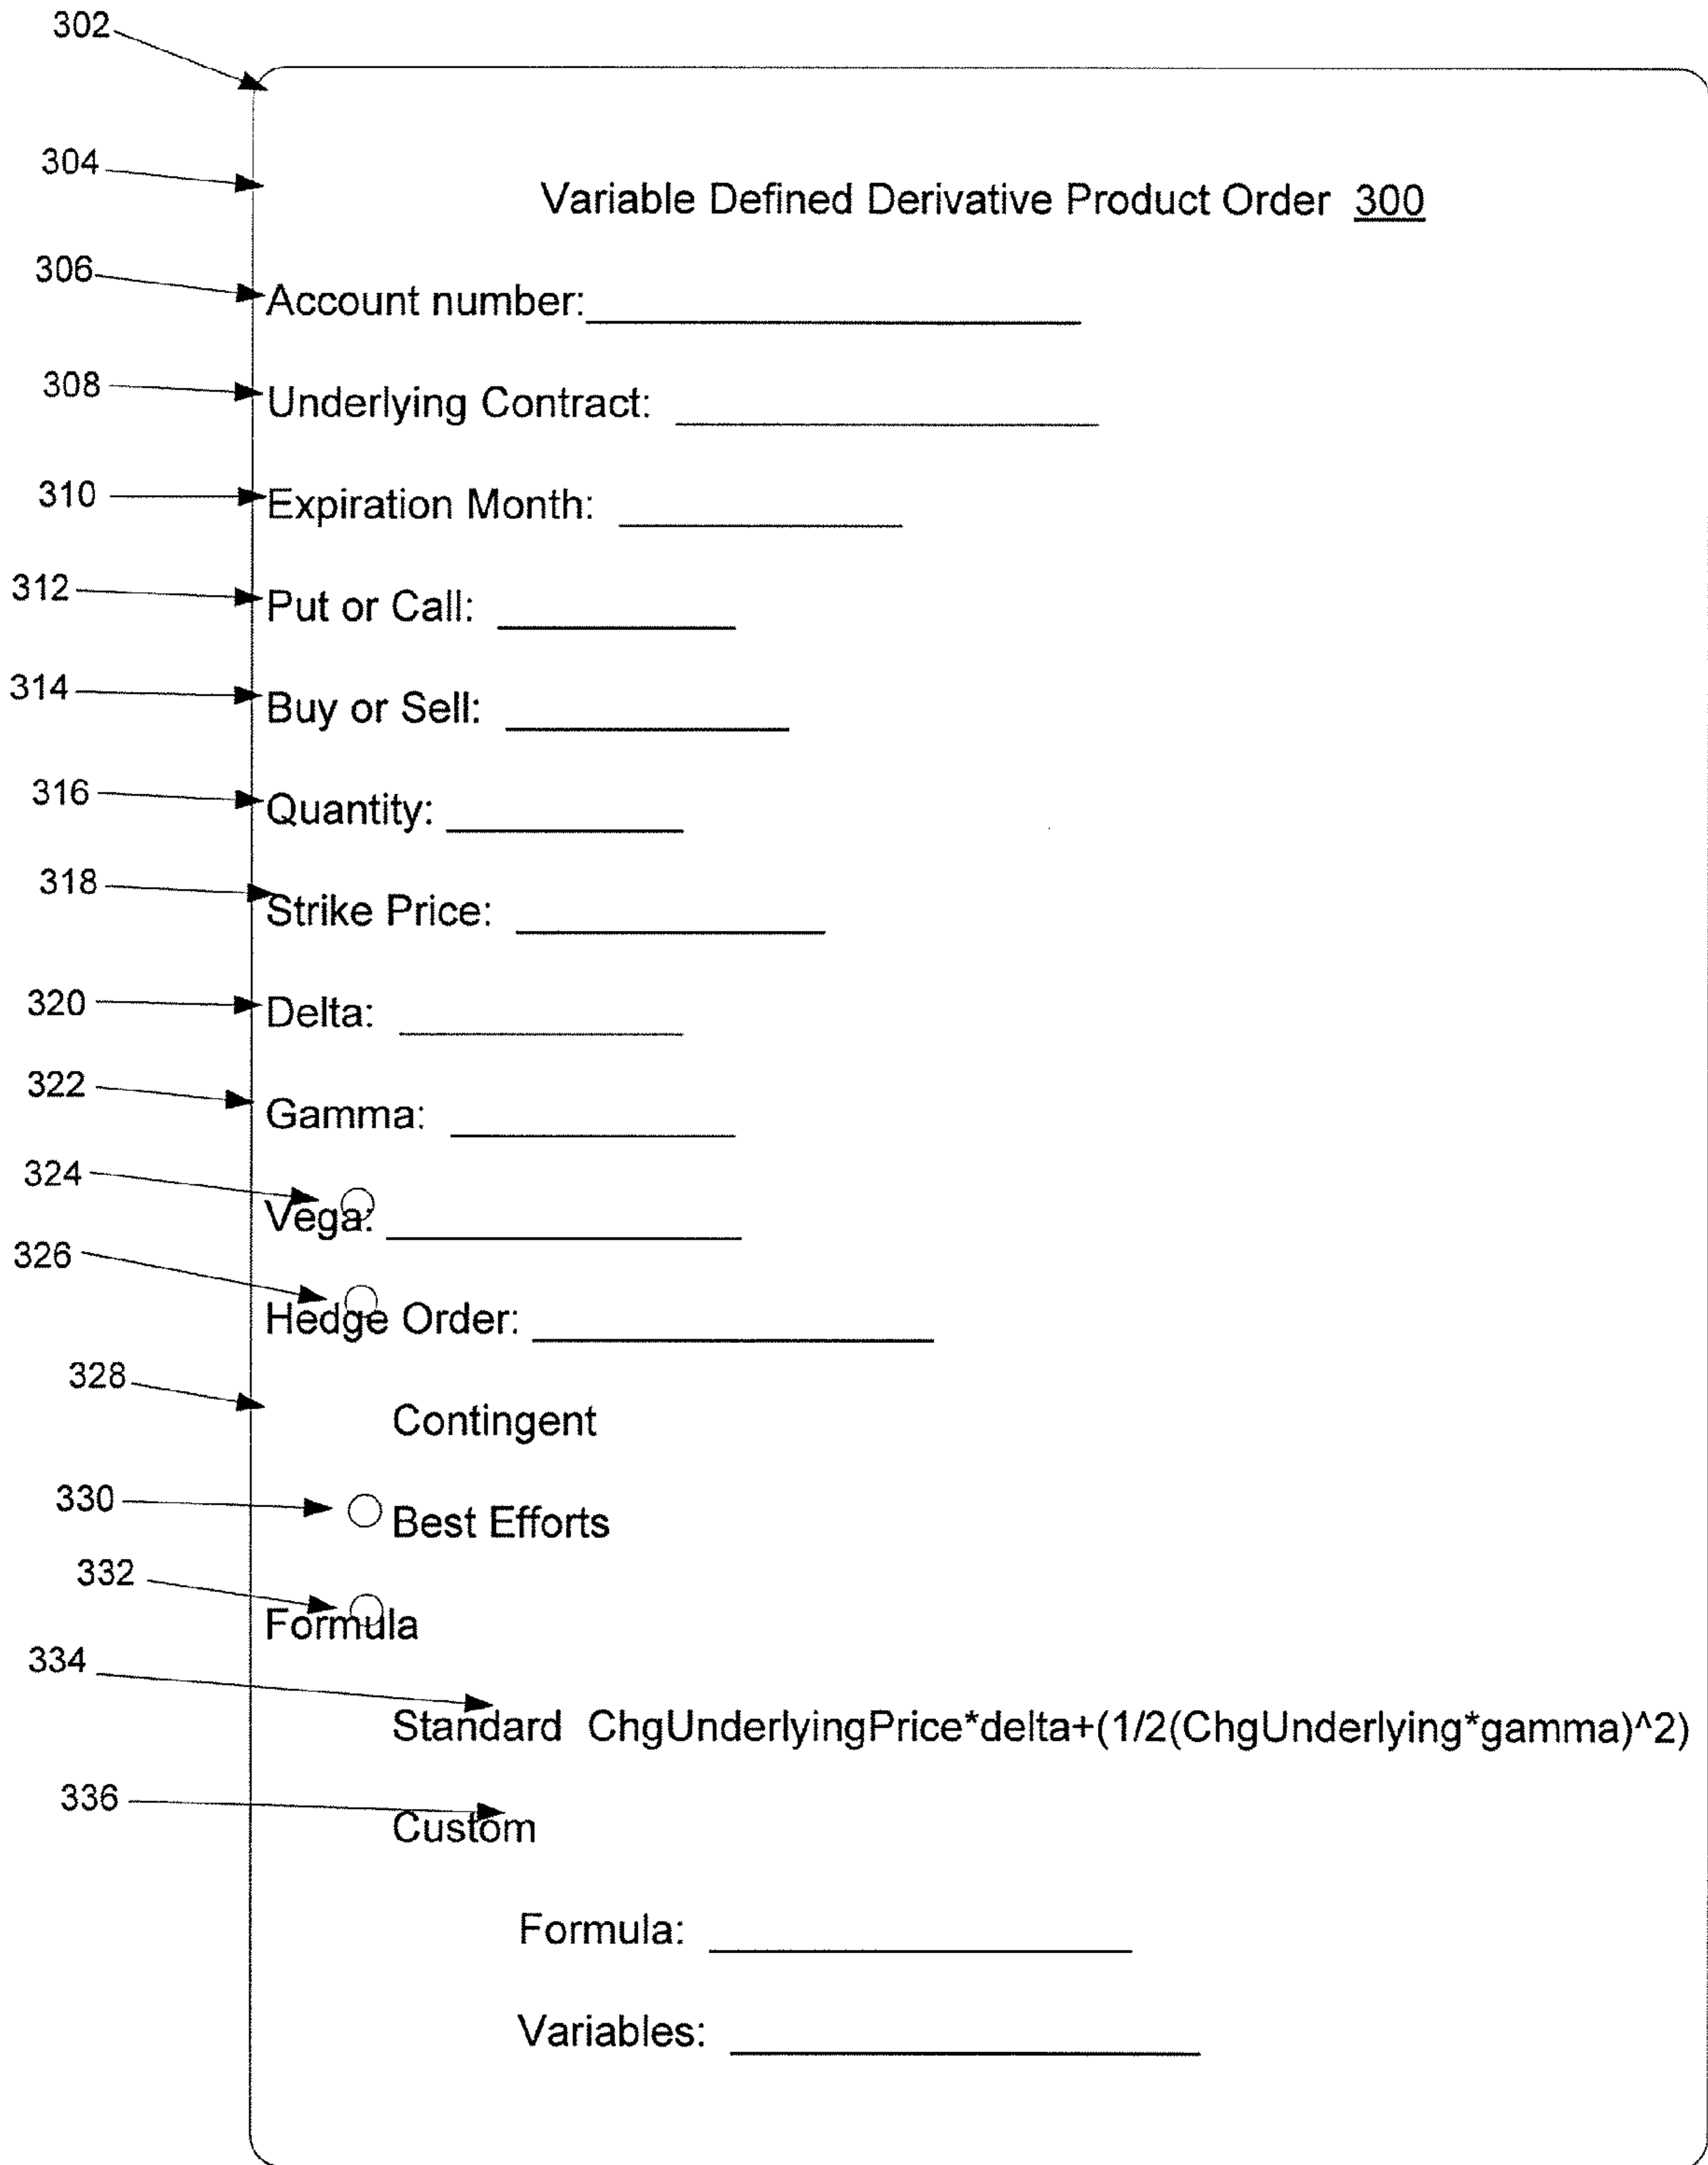 302
304
Variable Defined Derivative Product Order 300
306
Account number:
308
Underlying Contract:
310
Expiration Month:
312
Put or Call:
314
Buy or Sell:
316
Quantity:
318
Strike Price:
320
Delta:
322
Gamma:
324
Vega:
326
Hedge Order:
328
Contingent
330
Best Efforts
332
Formula
334
Standard ChgUnderlyingPrice*delta+(1/2(ChgUnderlying*gamma)^2)
336
Custom
Formula:
Variables: